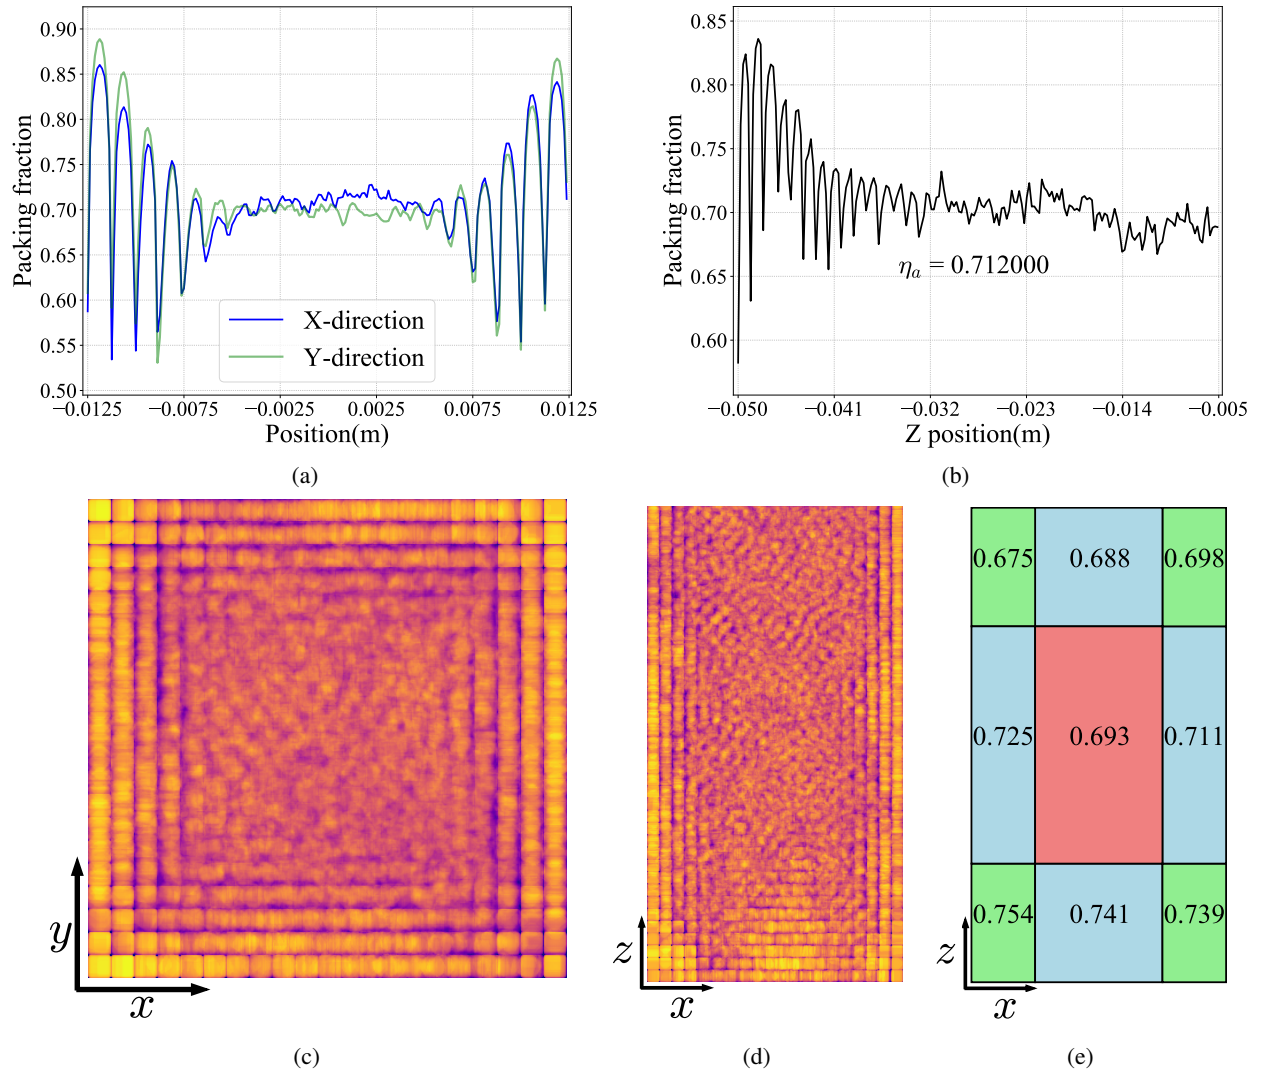 0.90
0.85
0.80
0.75
0.70
0.65
0.60
0.55
0.50
Packing fraction
X-direction
Y-direction
−0.0125 −0.0075 −0.0025 0.0025 0.0075 0.0125
Position(m)
(a)
0.85
0.80
0.75
0.70
0.65
0.60
Packing fraction
ηa = 0.712000
−0.050 −0.041 −0.032 −0.023 −0.014 −0.005
Z position(m)
(b)
y
x
(c)
z
x
(d)
0.675 0.688 0.698
0.725 0.693 0.711
0.754 0.741 0.739
z
x
(e)